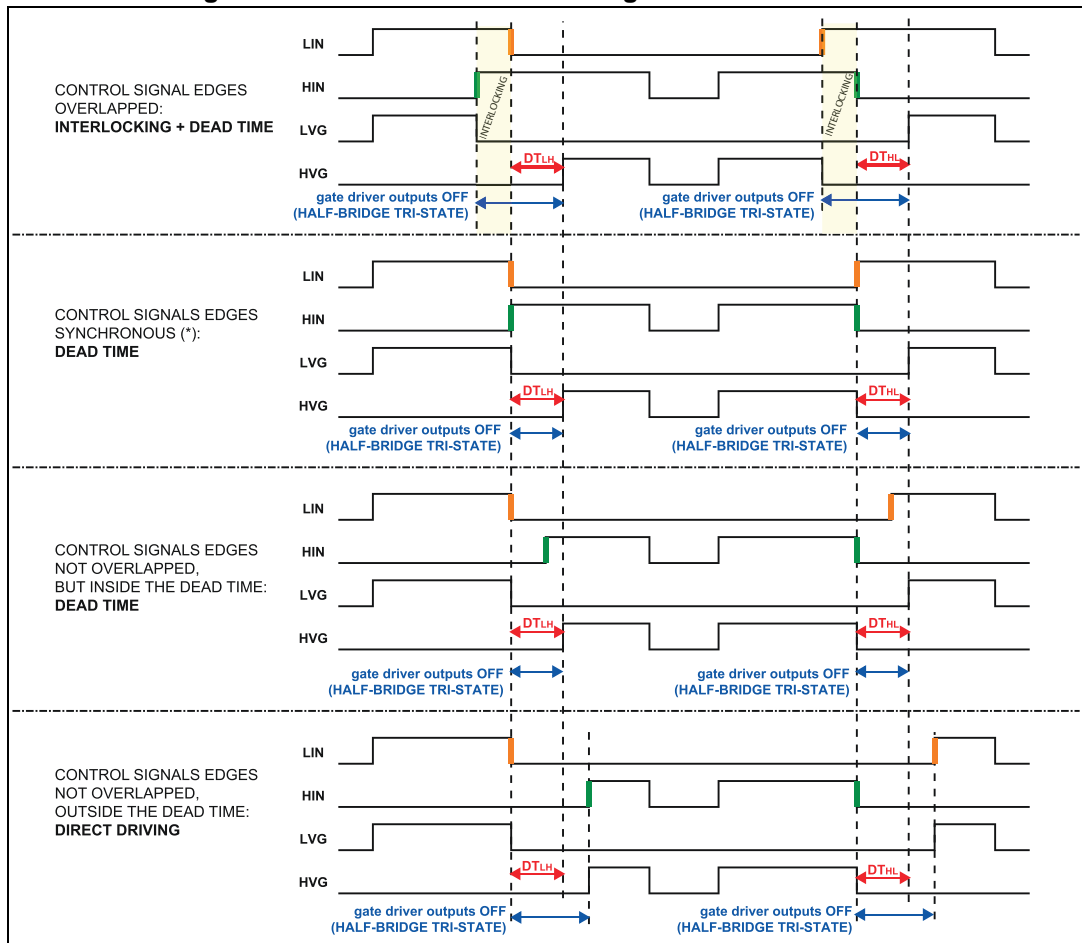 CONTROL SIGNAL EDGES
OVERLAPPED:
INTERLOCKING + DEAD TIME
LIN
HIN
LVG
HVG
INTERLOCKING
INTERLOCKING
DTLH
DTHL
gate driver outputs OFF
(HALF-BRIDGE TRI-STATE)
gate driver outputs OFF
(HALF-BRIDGE TRI-STATE)
CONTROL SIGNALS EDGES
SYNCHRONOUS (*):
DEAD TIME
LIN
HIN
LVG
HVG
DTLH
DTHL
gate driver outputs OFF
(HALF-BRIDGE TRI-STATE)
gate driver outputs OFF
(HALF-BRIDGE TRI-STATE)
CONTROL SIGNALS EDGES
NOT OVERLAPPED,
BUT INSIDE THE DEAD TIME:
DEAD TIME
LIN
HIN
LVG
HVG
DTLH
DTHL
gate driver outputs OFF
(HALF-BRIDGE TRI-STATE)
gate driver outputs OFF
(HALF-BRIDGE TRI-STATE)
CONTROL SIGNALS EDGES
NOT OVERLAPPED,
OUTSIDE THE DEAD TIME:
DIRECT DRIVING
LIN
HIN
LVG
HVG
DTLH
DTHL
gate driver outputs OFF
(HALF-BRIDGE TRI-STATE)
gate driver outputs OFF
(HALF-BRIDGE TRI-STATE)